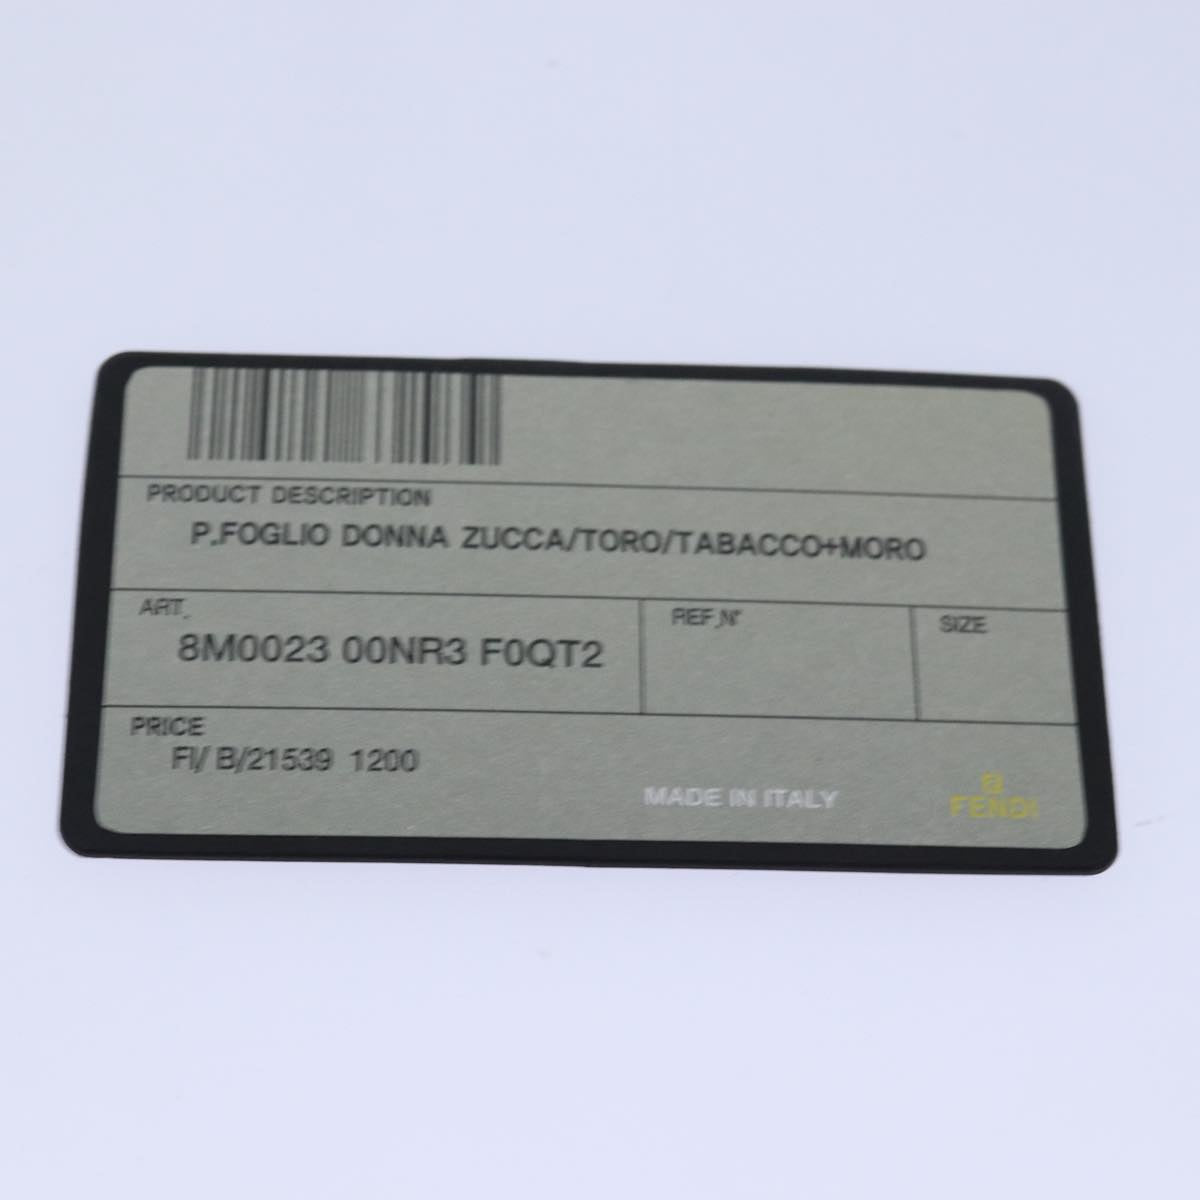 PRODUCT DESCRIPTION
P.FOGLIO DONNA ZUCCA/TORO/TABACCO+MORO
ART.
8M0023 00NR3 F0QT2
REF.N°
SIZE
PRICE
FI/ B/21539 1200
MADE IN ITALY
FENDI